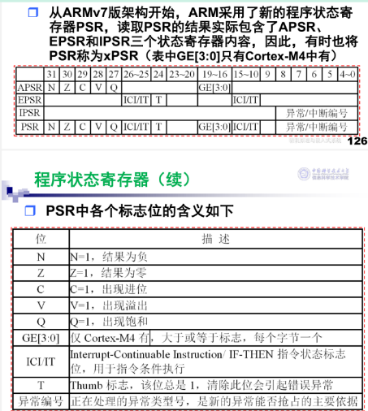 从ARMv7版架构开始，ARM采用了新的程序状态寄
存器PSR，读取PSR的结果实际包含了APSR、
EPSR和IPSR三个状态寄存器内容，因此，有时也将
PSR称为xPSR（表中GE[3:0]只有Cortex-M4中有）
31 30 29 28 27 26~25 24 23~20 19~16 15~10 9 8 7 6 5 4~0
APSR N Z C V Q GE[3:0]
EPSR ICI/IT T ICI/IT
IPSR 异常/中断编号
PSR N Z C V Q ICI/IT T GE[3:0] ICI/IT 异常/中断编号
126
程序状态寄存器（续）
PSR中各个标志位的含义如下
位 描 述
N N=1，结果为负
Z Z=1，结果为零
C C=1，出现进位
V V=1，出现溢出
Q Q=1，出现饱和
GE[3:0] 仅 Cortex-M4 有，大于或等于标志，每个字节一个
ICI/IT Interrupt-Continuable Instruction/ IF-THEN 指令状态标志
位，用于指令条件执行
T Thumb 标志，该位总是 1，清除此位会引起错误异常
异常编号 正在处理的异常类型号，是新的异常能否抢占的主要依据